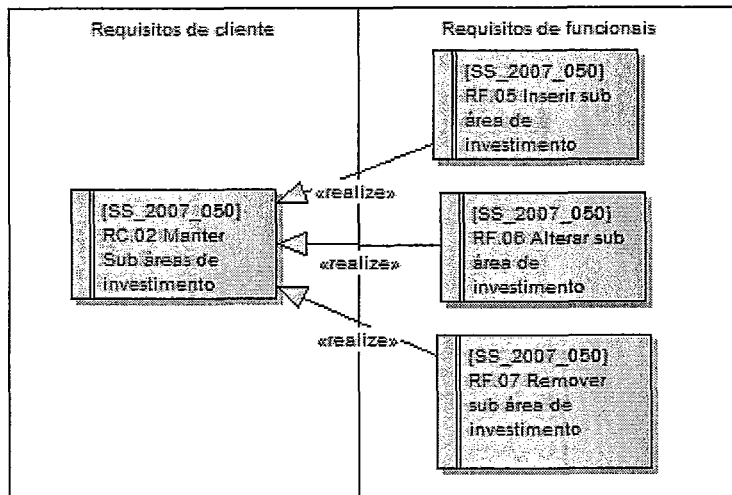 Requisitos de cliente
Requisitos de funcionais
[SS_2007_050]
RF.05 Inserir sub
área de
investimento
«realize»
[SS_2007_050]
RC.02 Manter
Sub áreas de
investimento
«realize»
[SS_2007_050]
RF.06 Alterar sub
área de
investimento
«realize»
[SS_2007_050]
RF.07 Remover
sub área de
investimento